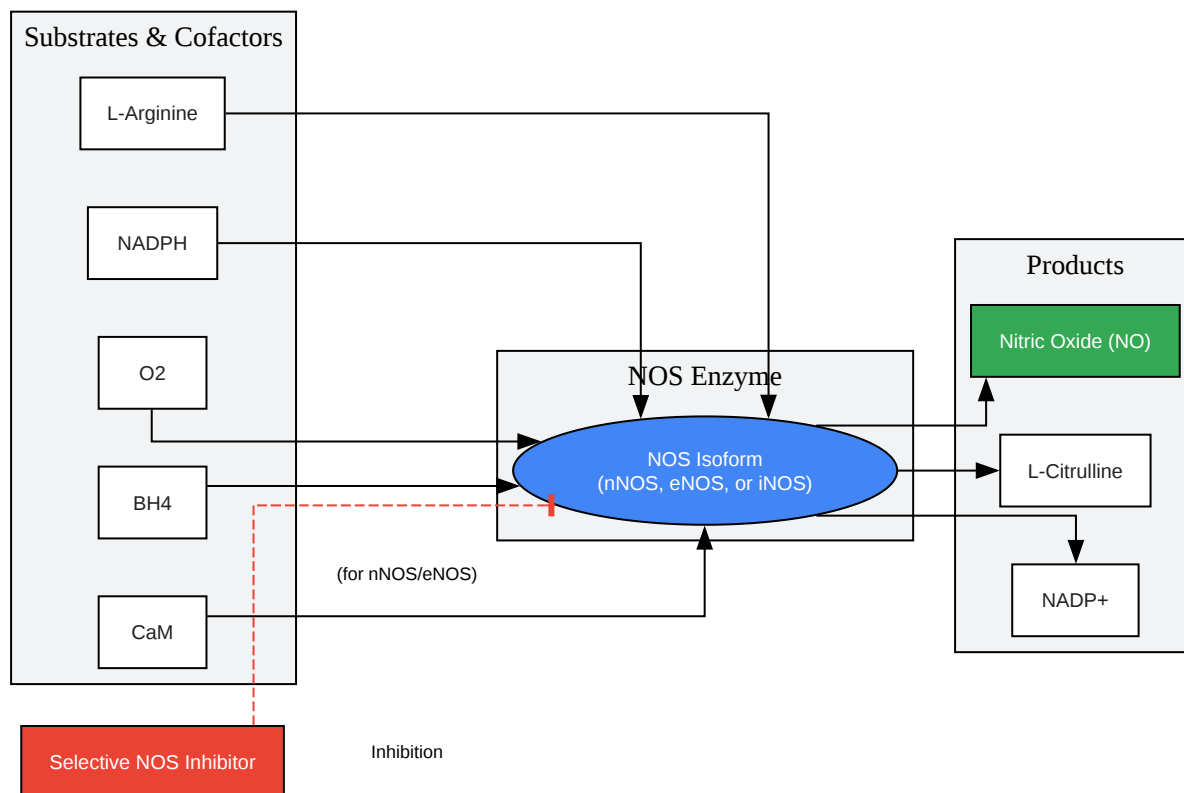 Substrates & Cofactors
L-Arginine
NADPH
O2
BH4
CaM
(for nNOS/eNOS)
NOS Enzyme
NOS Isoform
(nNOS, eNOS, or iNOS)
Products
Nitric Oxide (NO)
L-Citrulline
NADP+
Selective NOS Inhibitor
Inhibition